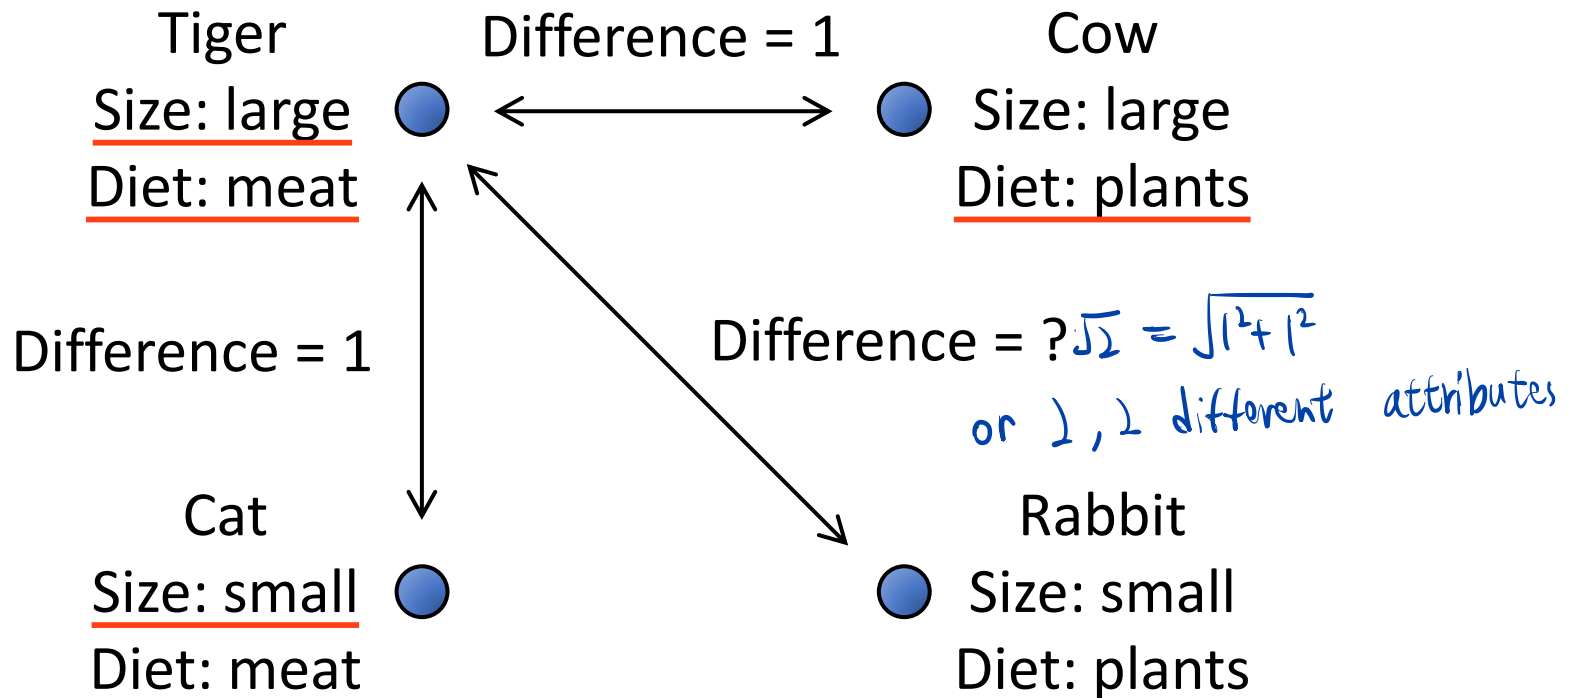 Tiger
Size: large
Diet: meat
Difference = 1
Cow
Size: large
Diet: plants
Difference = 1
Difference = ? √2 = √1²+1²
or 2, 2 different attributes
Cat
Size: small
Diet: meat
Rabbit
Size: small
Diet: plants